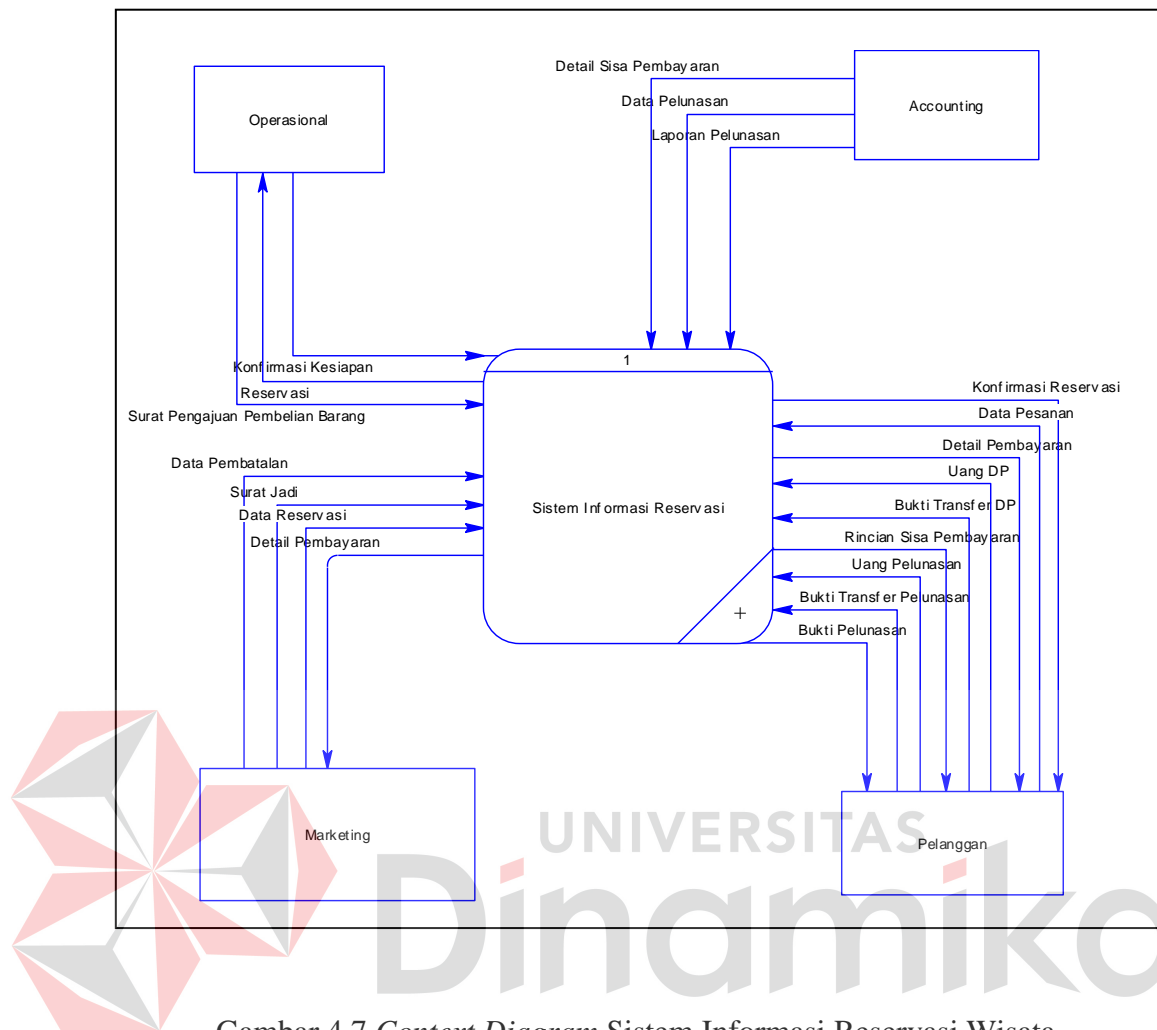 Detail Sisa Pembayaran
Data Pelunasan
Laporan Pelunasan
Operasional
Accounting
Konfirmasi Kesiapan
Reservasi
Surat Pengajuan Pembelian Barang
1
Konfirmasi Reservasi
Data Pesanan
Detail Pembayaran
Uang DP
Bukti Transfer DP
Rincian Sisa Pembayaran
Uang Pelunasan
Bukti Transfer Pelunasan
Bukti Pelunasan
Data Pembatalan
Surat Jadi
Data Reservasi
Detail Pembayaran
Sistem Informasi Reservasi
+
Marketing
Pelanggan
UNIVERSITAS
Dinamika
Gambar 4.7 Context Diagram Sistem Informasi Reservasi Wisata